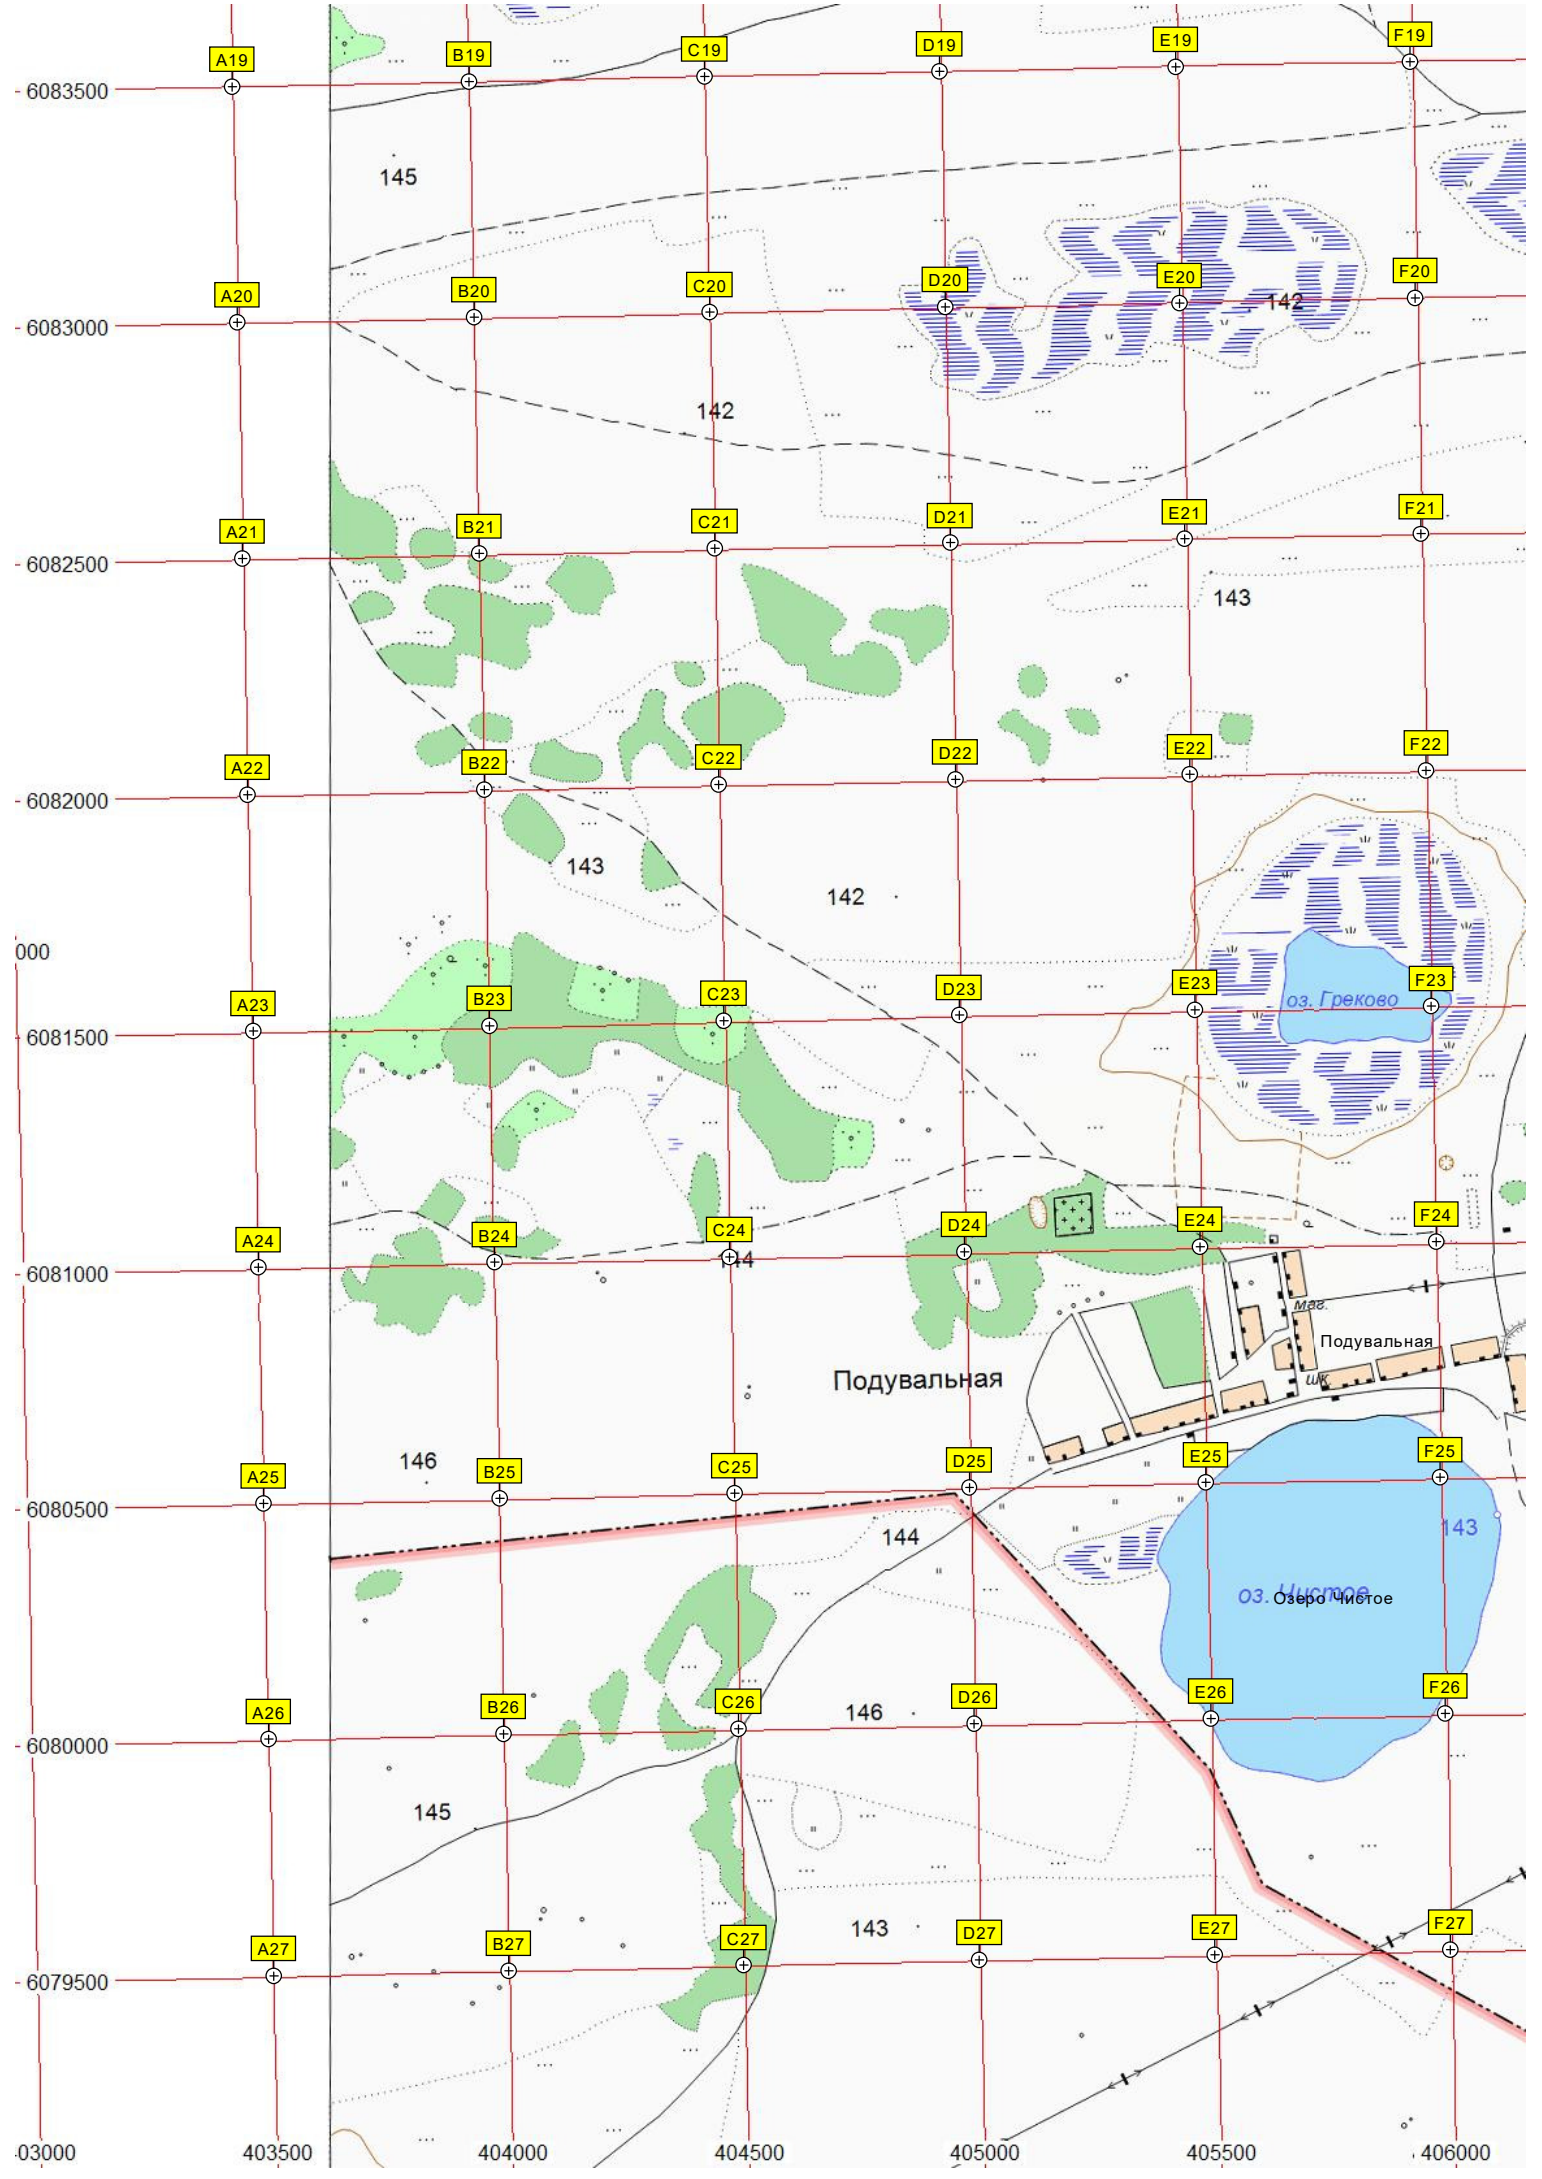 F19
E19
D19
C19
B19
A19
6083500
145
F20
E20
D20
C20
B20
A20
142
6083000
142
F21
E21
D21
C21
B21
A21
6082500
143
F22
E22
D22
C22
B22
A22
6082000
143
142
000
F23
E23
D23
C23
B23
A23
оз. Греково
6081500
F24
E24
D24
C24
B24
A24
144
6081000
маг.
Подувальная
Подувальная
шк.
F25
E25
D25
C25
B25
A25
146
6080500
143
144
оз. Чистое
Озеро Чистое
F26
E26
D26
C26
B26
A26
146
6080000
145
F27
E27
D27
C27
B27
A27
143
6079500
03000 403500 404000 404500 405000 405500 406000